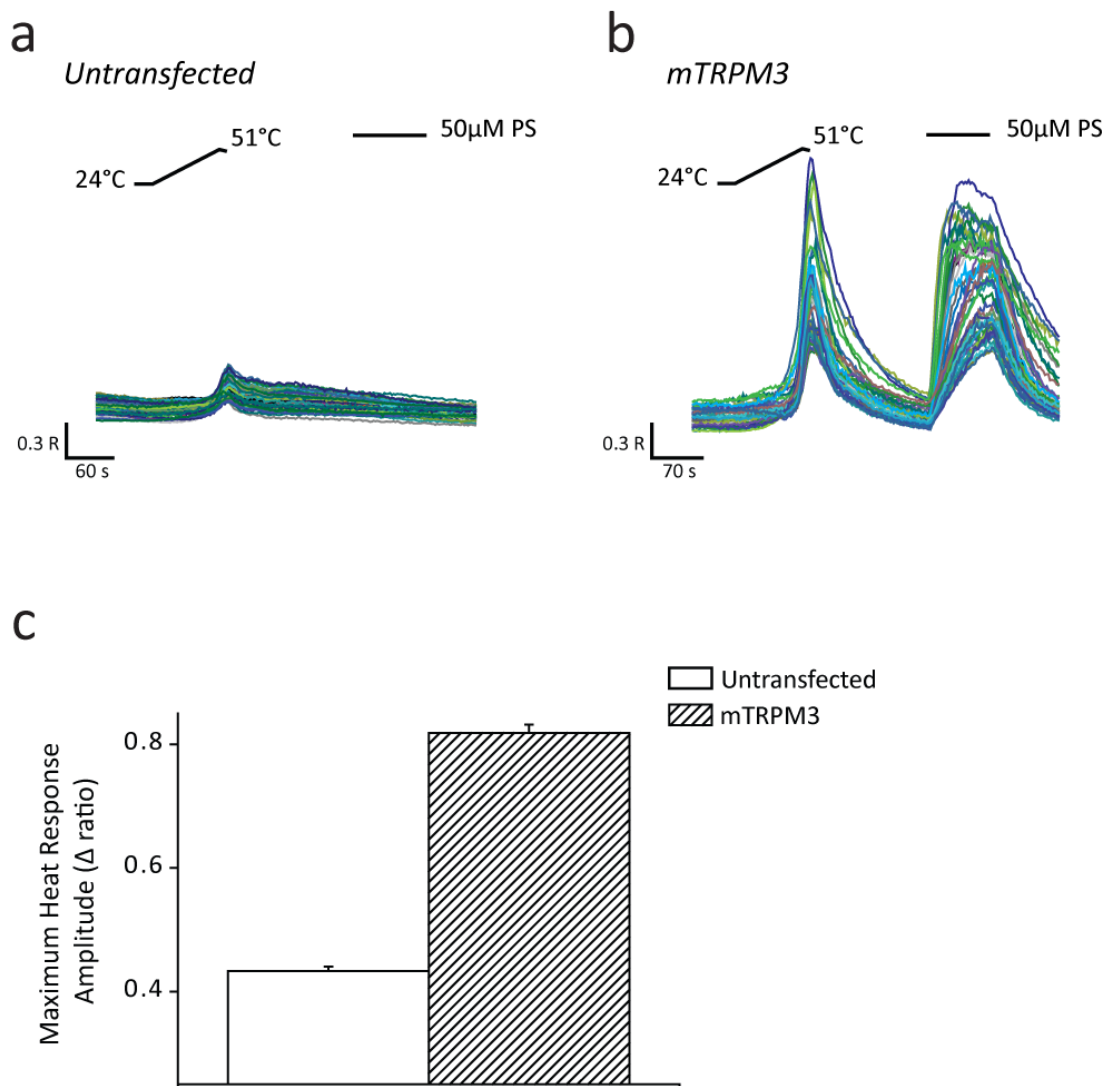 a
Untransfected
24°C
51°C
50µM PS
0.3 R
60 s
b
mTRPM3
24°C
51°C
50µM PS
0.3 R
70 s
c
Untransfected
mTRPM3
Maximum Heat Response
Amplitude (Δ ratio)
0.8
0.6
0.4